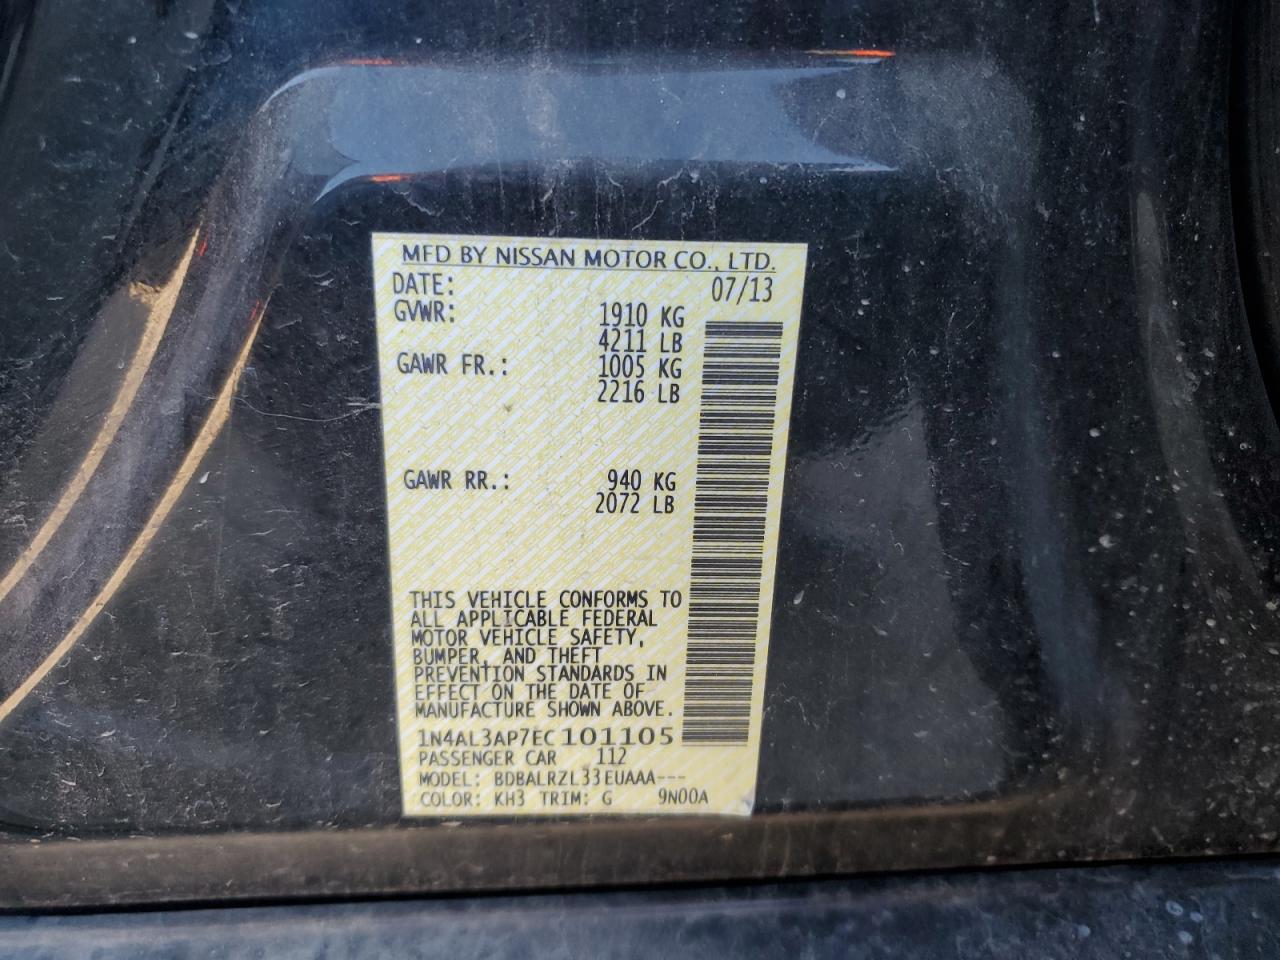 MFD BY NISSAN MOTOR CO., LTD.
DATE: 07/13
GVWR: 1910 KG
4211 LB
GAWR FR.: 1005 KG
2216 LB
GAWR RR.: 940 KG
2072 LB
THIS VEHICLE CONFORMS TO
ALL APPLICABLE FEDERAL
MOTOR VEHICLE SAFETY,
BUMPER, AND THEFT
PREVENTION STANDARDS IN
EFFECT ON THE DATE OF
MANUFACTURE SHOWN ABOVE.
1N4AL3AP7EC101105
PASSENGER CAR 112
MODEL: BDBALRZL33EUAAA---
COLOR: KH3 TRIM: G 9N00A